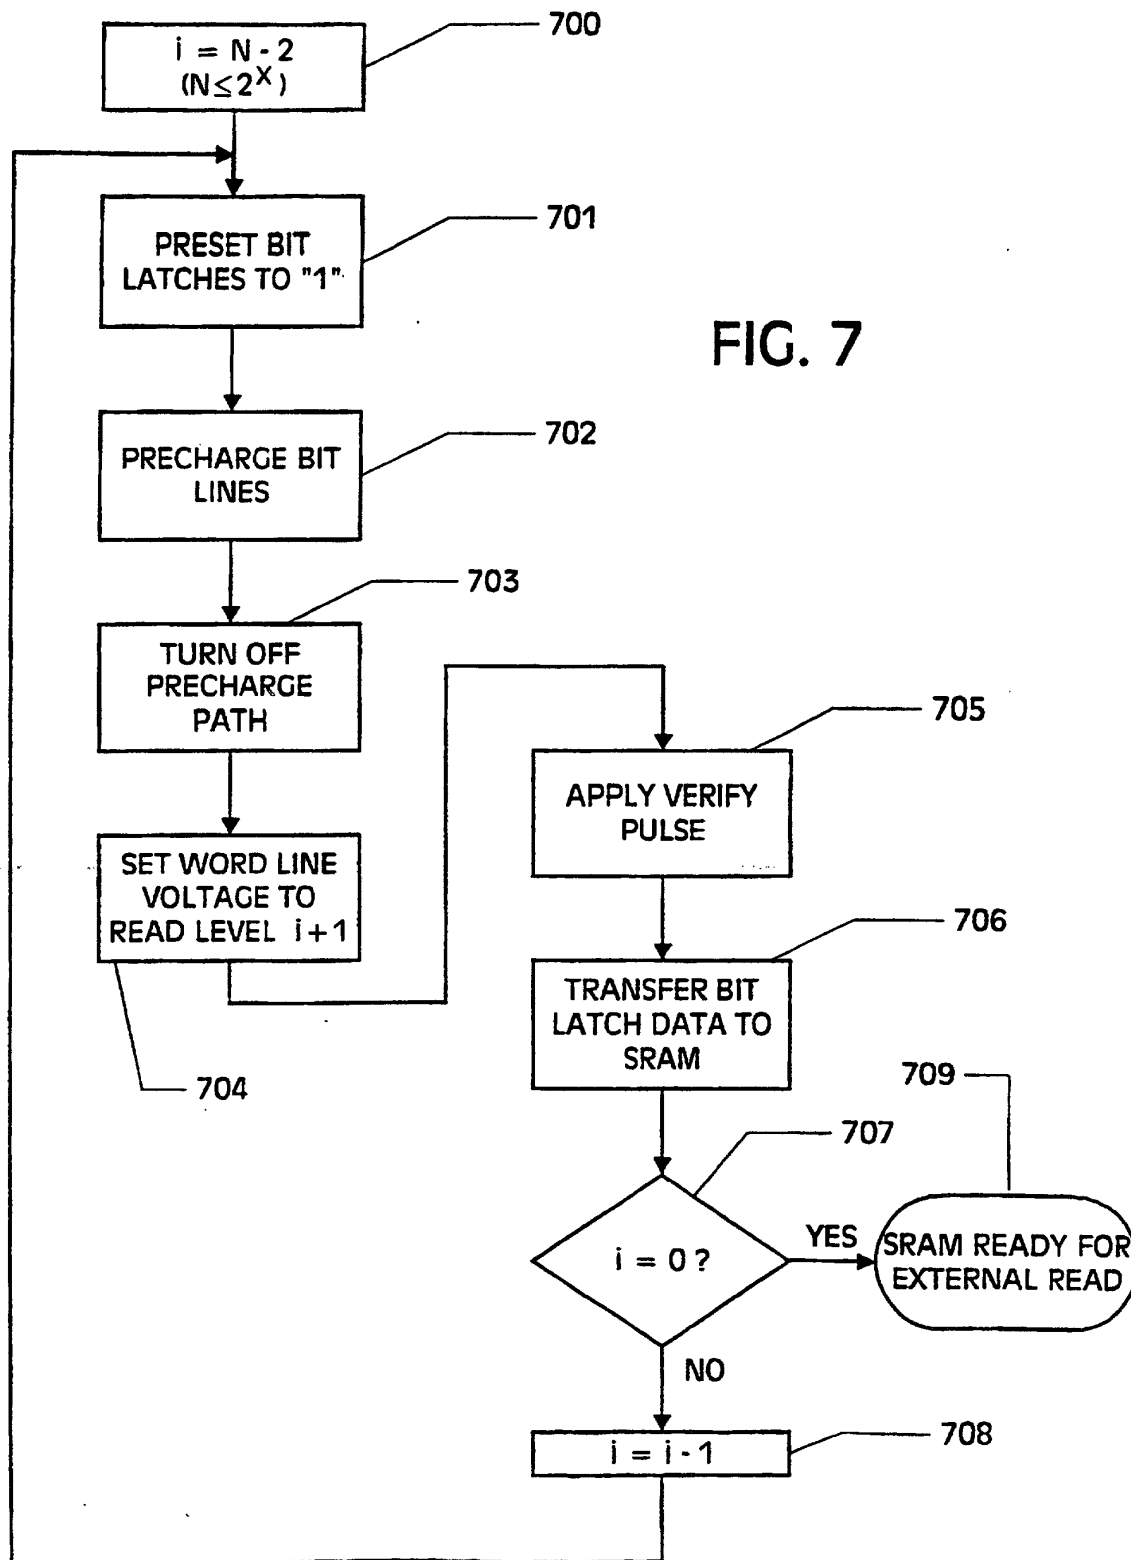 700
i = N - 2
(N ≤ 2^X)
701
PRESET BIT
LATCHES TO "1"
FIG. 7
702
PRECHARGE BIT
LINES
703
TURN OFF
PRECHARGE
PATH
704
SET WORD LINE
VOLTAGE TO
READ LEVEL i+1
705
APPLY VERIFY
PULSE
706
TRANSFER BIT
LATCH DATA TO
SRAM
707
i = 0 ?
YES
709
SRAM READY FOR
EXTERNAL READ
NO
708
i = i - 1